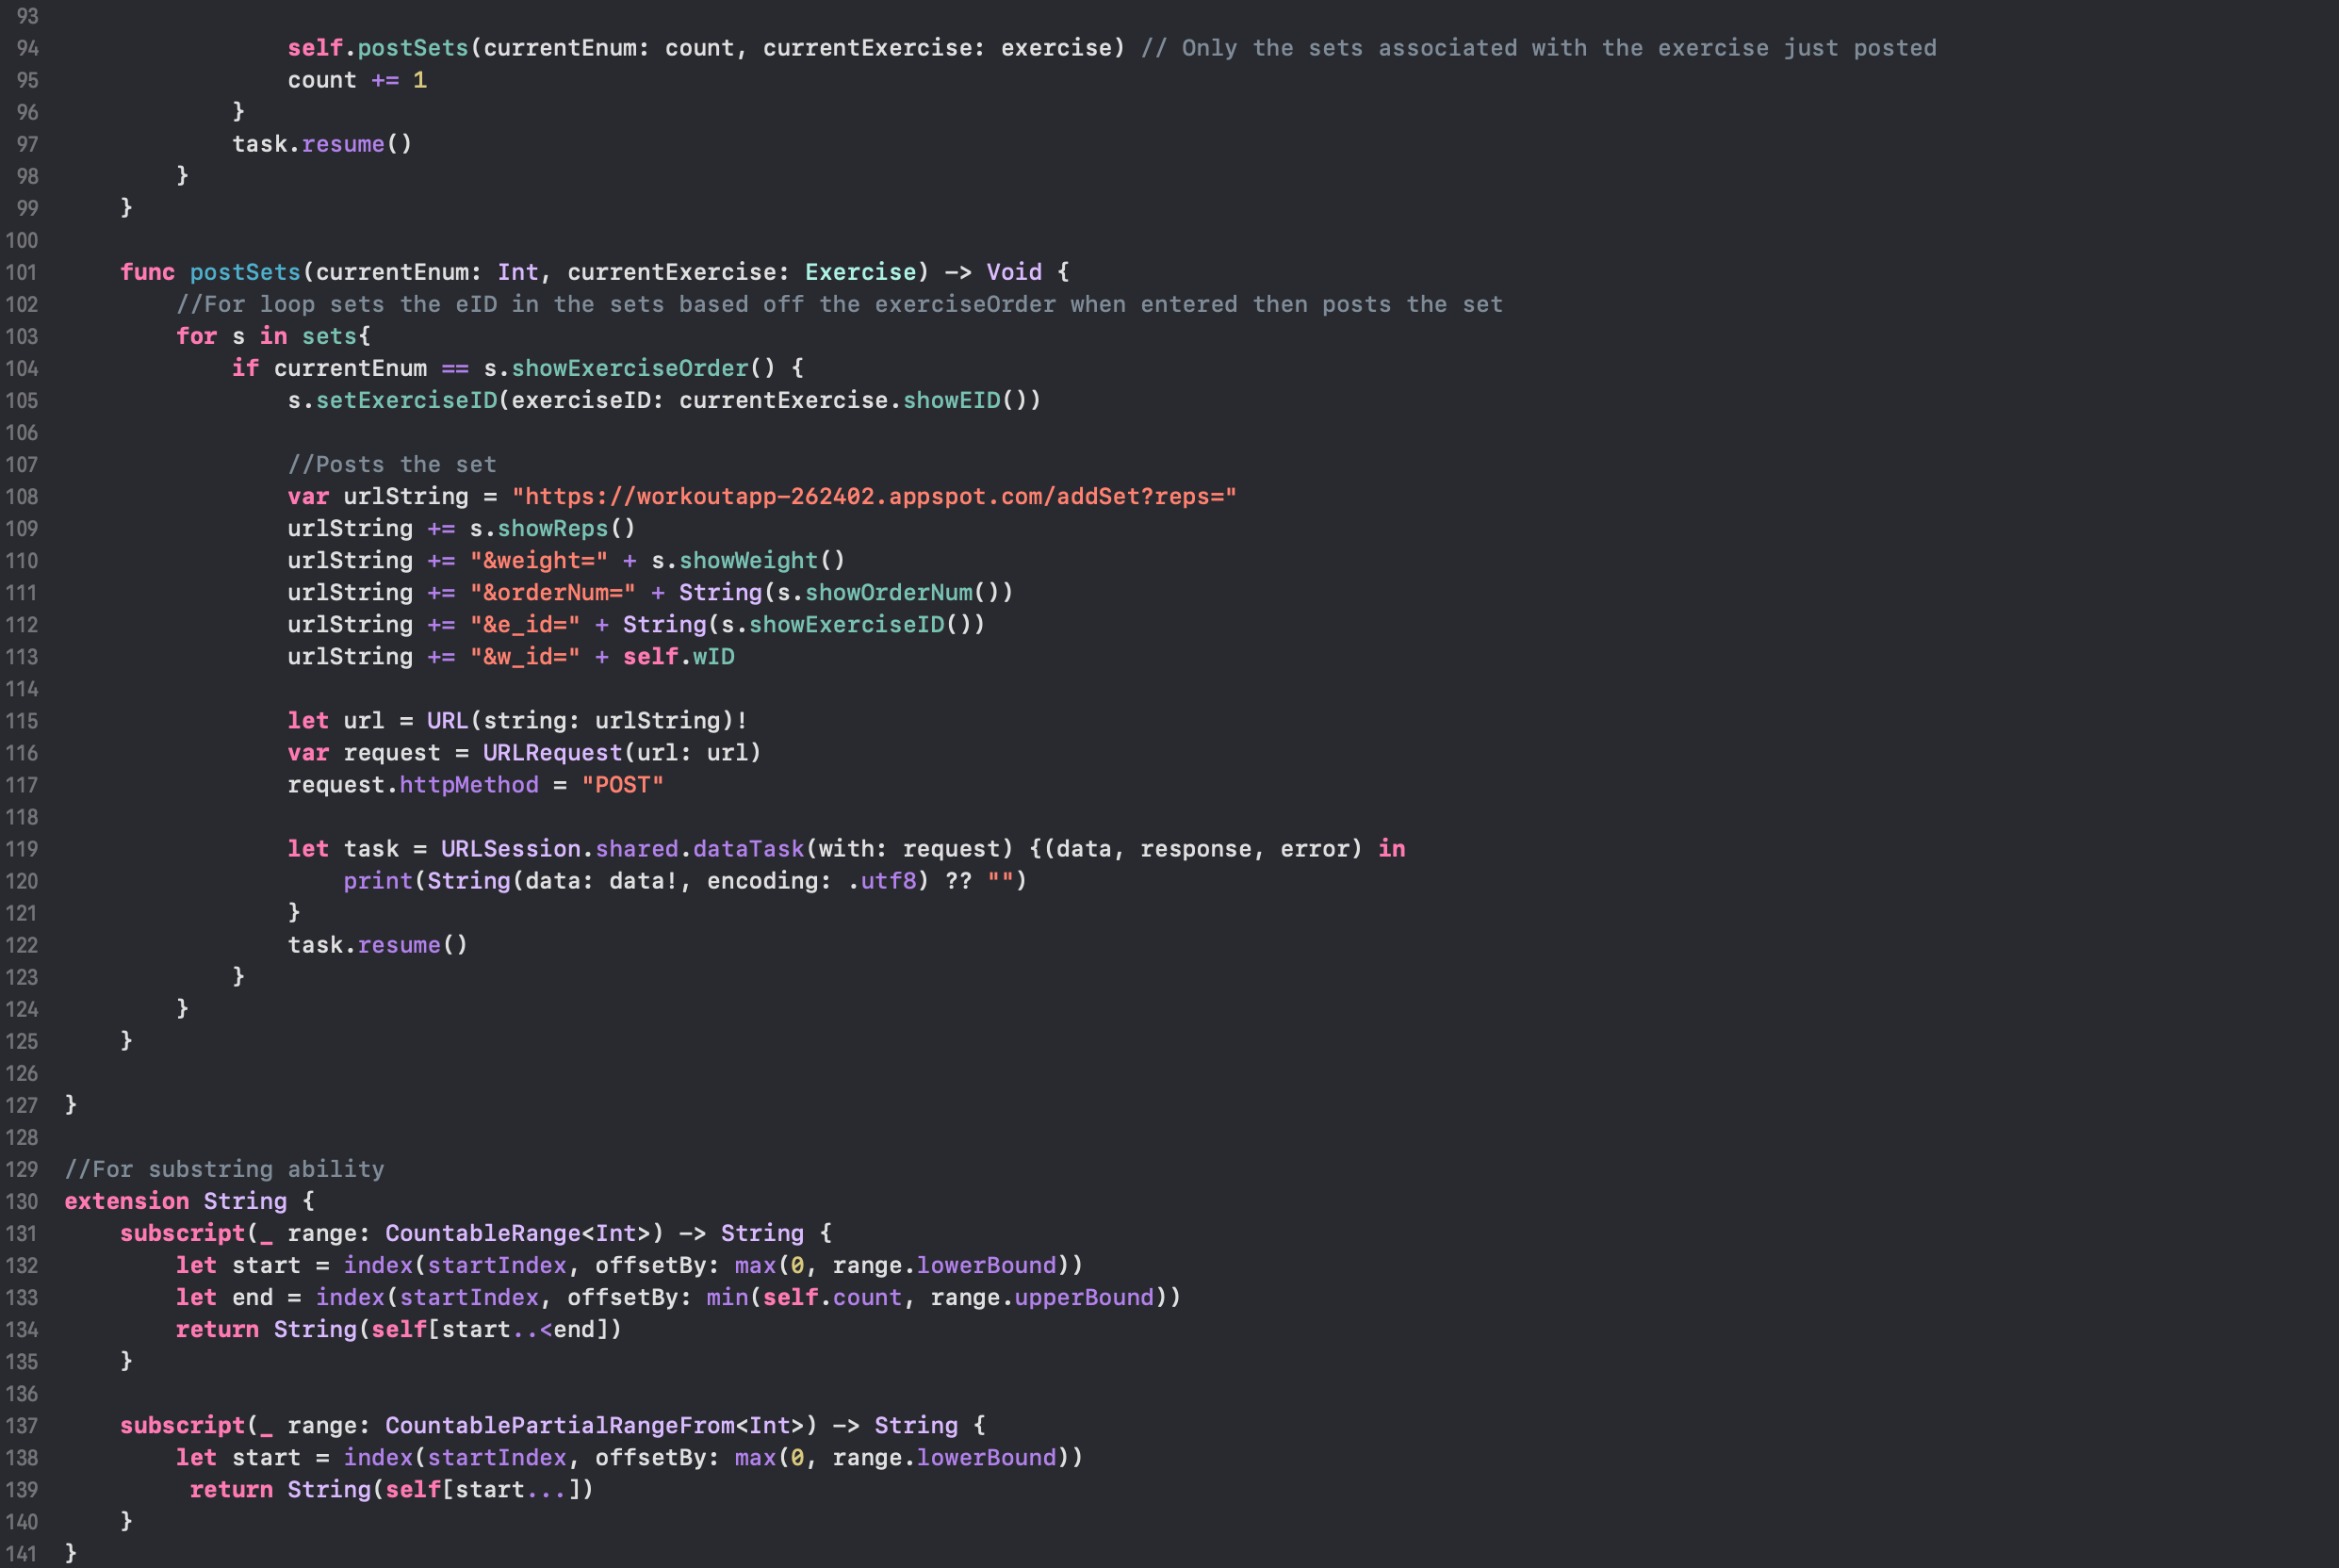 93
94                 self.postSets(currentEnum: count, currentExercise: exercise) // Only the sets associated with the exercise just posted
95                 count += 1
96             }
97             task.resume()
98         }
99     }
100
101     func postSets(currentEnum: Int, currentExercise: Exercise) -> Void {
102         //For loop sets the eID in the sets based off the exerciseOrder when entered then posts the set
103         for s in sets{
104             if currentEnum == s.showExerciseOrder() {
105                 s.setExerciseID(exerciseID: currentExercise.showEID())
106
107                 //Posts the set
108                 var urlString = "https://workoutapp-262402.appspot.com/addSet?reps="
109                 urlString += s.showReps()
110                 urlString += "&weight=" + s.showWeight()
111                 urlString += "&orderNum=" + String(s.showOrderNum())
112                 urlString += "&e_id=" + String(s.showExerciseID())
113                 urlString += "&w_id=" + self.wID
114
115                 let url = URL(string: urlString)!
116                 var request = URLRequest(url: url)
117                 request.httpMethod = "POST"
118
119                 let task = URLSession.shared.dataTask(with: request) {(data, response, error) in
120                     print(String(data: data!, encoding: .utf8) ?? "")
121                 }
122                 task.resume()
123             }
124         }
125     }
126
127 }
128
129 //For substring ability
130 extension String {
131     subscript(_ range: CountableRange<Int>) -> String {
132         let start = index(startIndex, offsetBy: max(0, range.lowerBound))
133         let end = index(startIndex, offsetBy: min(self.count, range.upperBound))
134         return String(self[start..<end])
135     }
136
137     subscript(_ range: CountablePartialRangeFrom<Int>) -> String {
138         let start = index(startIndex, offsetBy: max(0, range.lowerBound))
139          return String(self[start...])
140     }
141 }